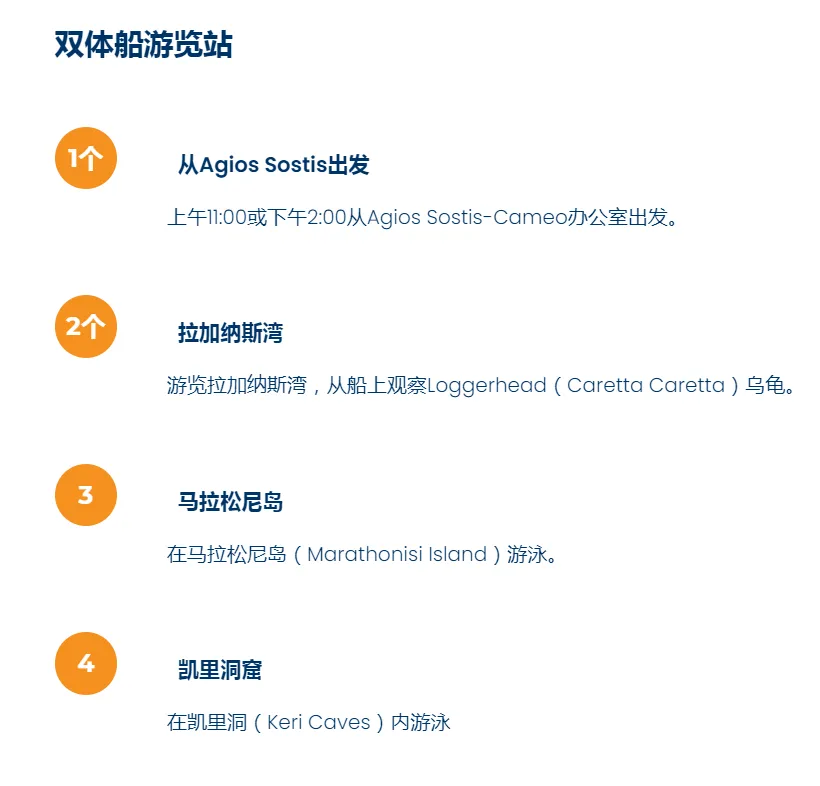 双体船游览站
1个
从Agios Sostis出发
上午11:00或下午2:00从Agios Sostis-Cameo办公室出发。
2个
拉加纳斯湾
游览拉加纳斯湾，从船上观察Loggerhead（Caretta Caretta）乌龟。
3
马拉松尼岛
在马拉松尼岛（Marathonisi Island）游泳。
4
凯里洞窟
在凯里洞（Keri Caves）内游泳